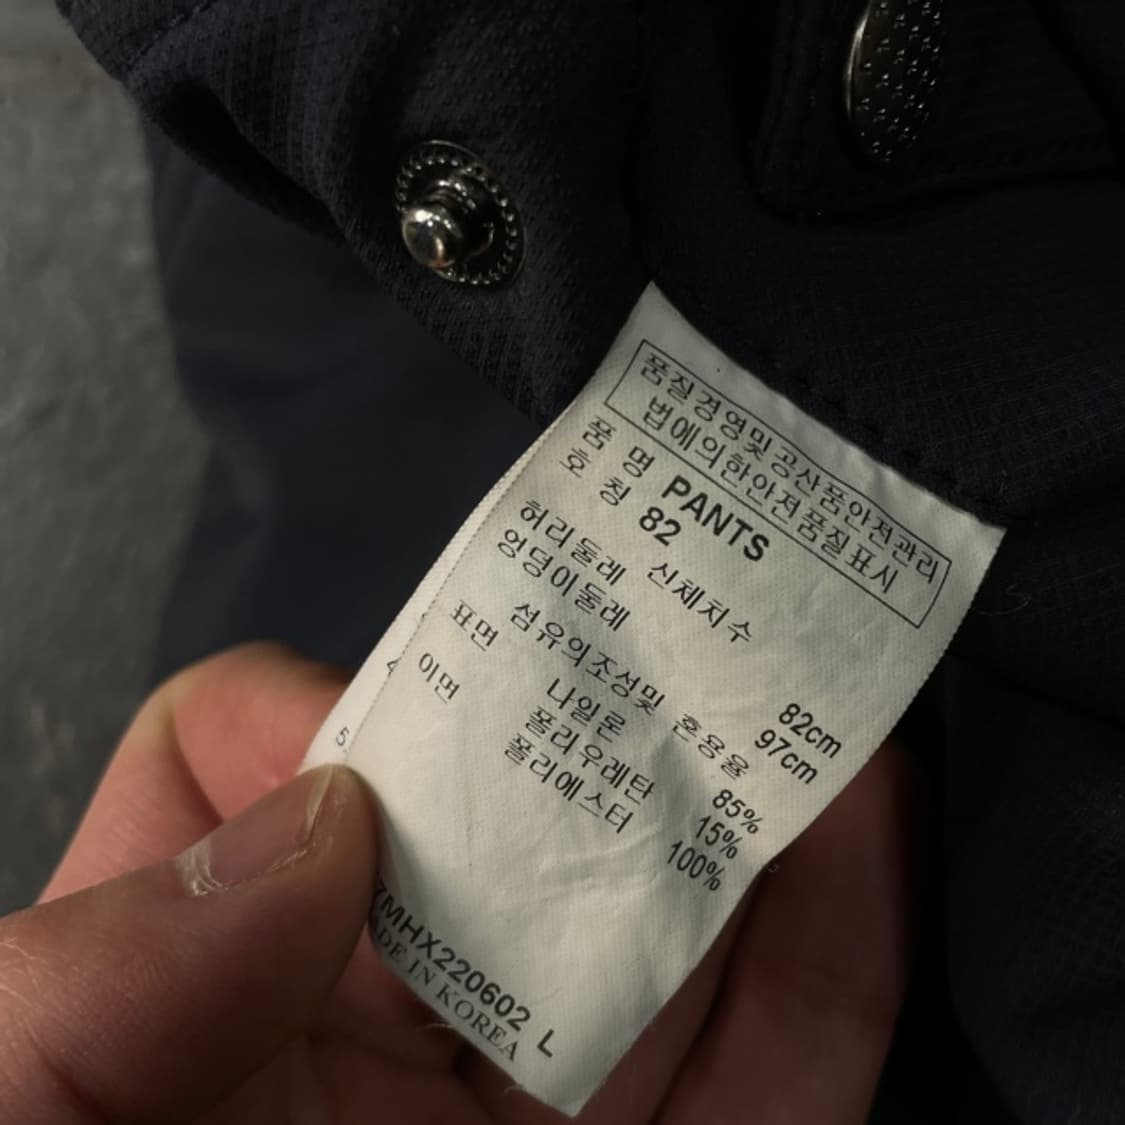 품질경영및공산품안전관리
법에의한안전품질표시
품 명 PANTS
호 칭 82
신체치수
허리둘레 82cm
엉덩이둘레 97cm
섬유의조성및 혼용율
표면 나일론 85%
폴리우레탄 15%
이면 폴리에스터 100%
MHX220602 L
IN KOREA